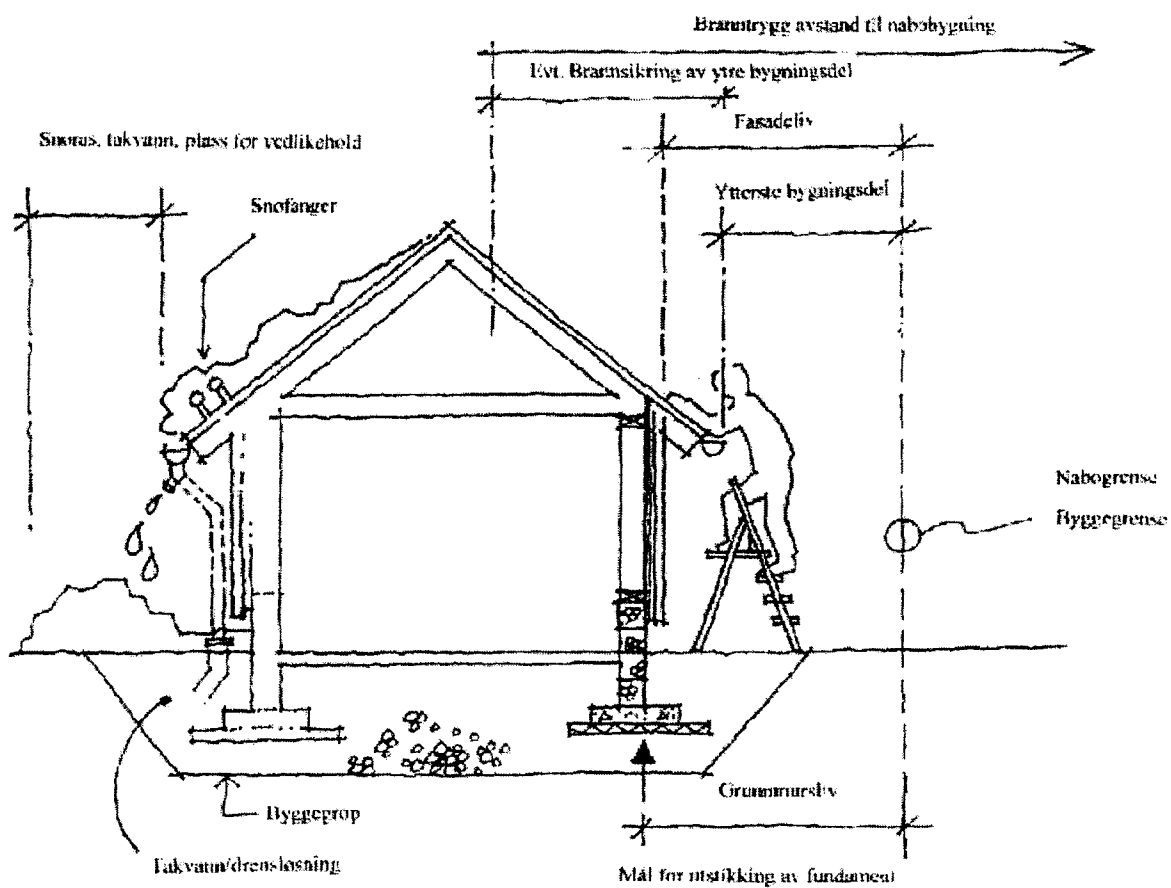 Branntrygg avstand til nabobygning
Evt. Brannsikring av ytre bygningsdel
Fasadeliv
Snøras, takvann, plass for vedlikehold
Ytterste bygningsdel
Snøfanger
Nabogrense
Byggegrense
Grunnmursliv
Byggegrop
Takvann/drensløsning
Mål for utstikking av fundament